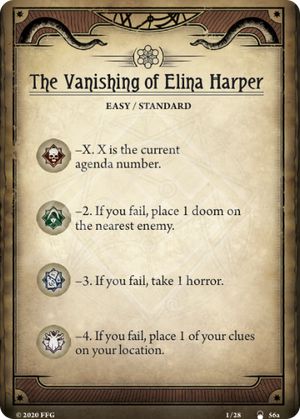 The Vanishing of Elina Harper
EASY / STANDARD
–X. X is the current
agenda number.
–2. If you fail, place 1 doom on
the nearest enemy.
–3. If you fail, take 1 horror.
–4. If you fail, place 1 of your clues
on your location.
© 2020 FFG 1/28 56a